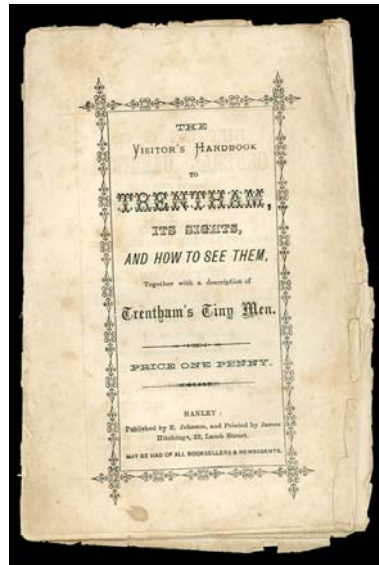 THE
VISITOR'S HANDBOOK
TO
TRENTHAM,
ITS SIGHTS,
AND HOW TO SEE THEM,
Together with a description of
Trentham's Tiny Men.
PRICE ONE PENNY.
HANLEY:
Published by E. Johnson, and Printed by James
Hitchings, 23, Lamb Street.
MAY BE HAD OF ALL BOOKSELLERS & NEWSAGENTS.